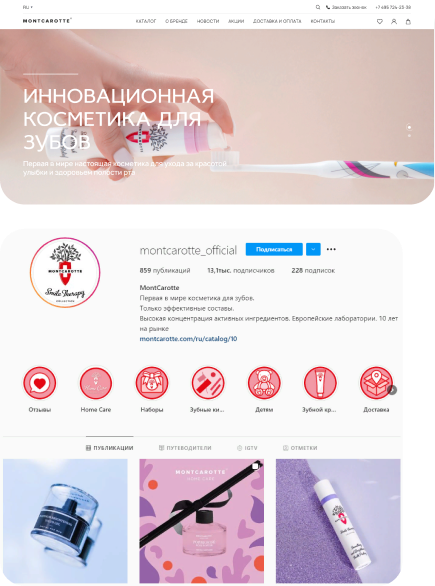 RU
Заказать звонок +7 495 724-23-38
MONTCAROTTE
КАТАЛОГ О БРЕНДЕ НОВОСТИ АКЦИИ ДОСТАВКА И ОПЛАТА КОНТАКТЫ
ИННОВАЦИОННАЯ
КОСМЕТИКА ДЛЯ
ЗУБОВ
Первая в мире настоящая косметика для ухода за красотой
улыбки и здоровьем полости рта
montcarotte_official Подписаться
MONTCAROTTE
Smile Therapy
859 публикаций 13,1тыс. подписчиков 228 подписок
MontCarotte
Первая в мире косметика для зубов.
Только эффективные составы.
Высокая концентрация активных ингредиентов. Европейские лаборатории. 10 лет
на рынке
montcarotte.com/ru/catalog/10
Отзывы Home Care Наборы Зубные ки... Детям Зубной кр... Доставка
ПУБЛИКАЦИИ ПУТЕВОДИТЕЛИ IGTV ОТМЕТКИ
MONTCAROTTE
HOME CARE